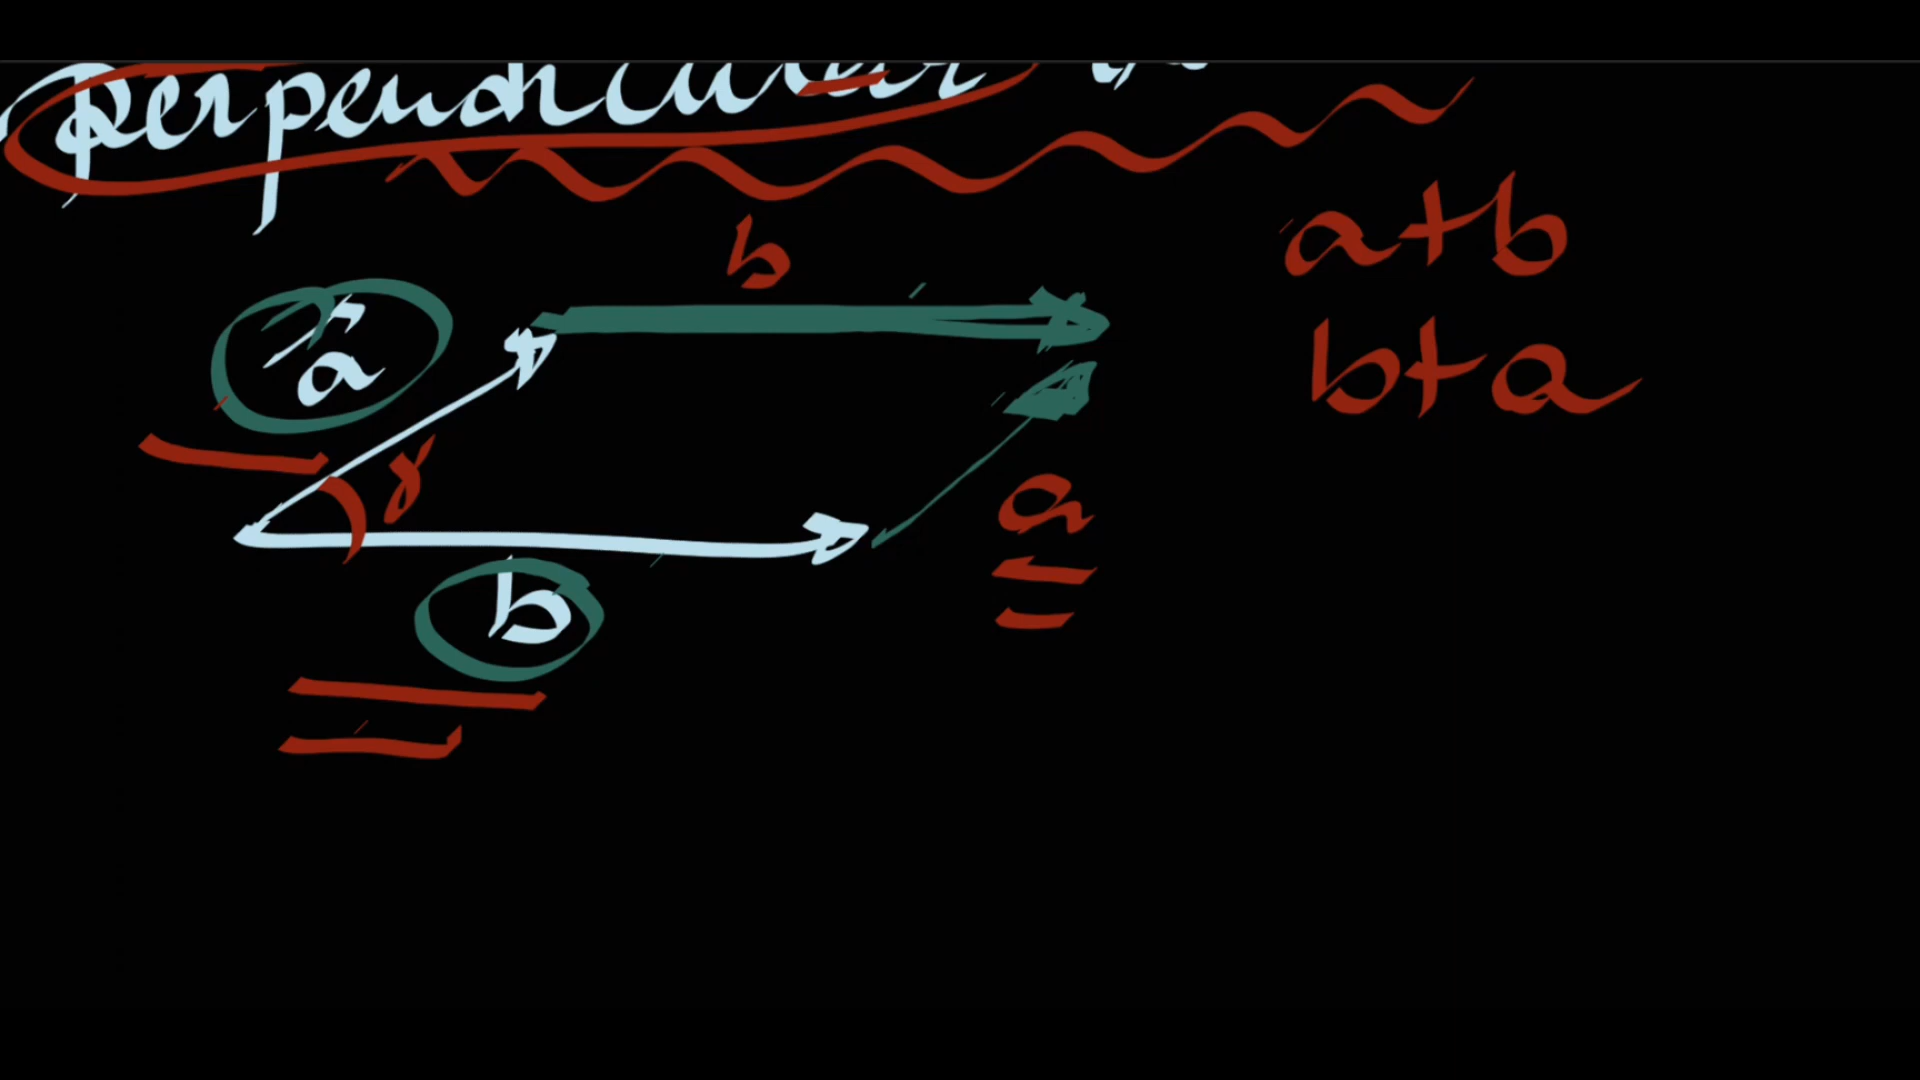 perpendicular
b
a+b
a
b+a
γ
a
b